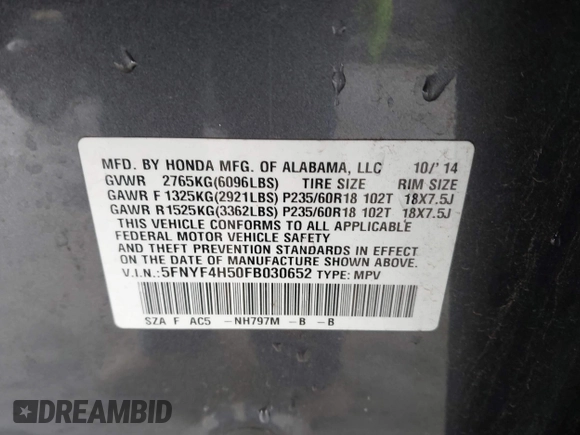 MFD. BY HONDA MFG. OF ALABAMA, LLC 10/'14
GVWR 2765KG(6096LBS) TIRE SIZE RIM SIZE
GAWR F 1325KG(2921LBS) P235/60R18 102T 18X7.5J
GAWR R1525KG(3362LBS) P235/60R18 102T 18X7.5J
THIS VEHICLE CONFORMS TO ALL APPLICABLE
FEDERAL MOTOR VEHICLE SAFETY
AND THEFT PREVENTION STANDARDS IN EFFECT ON
THE DATE OF MANUFACTURE SHOWN ABOVE.
V.I.N.:5FNYF4H50FB030652 TYPE: MPV
SZA F AC5 -NH797M -B -B
DREAMBID